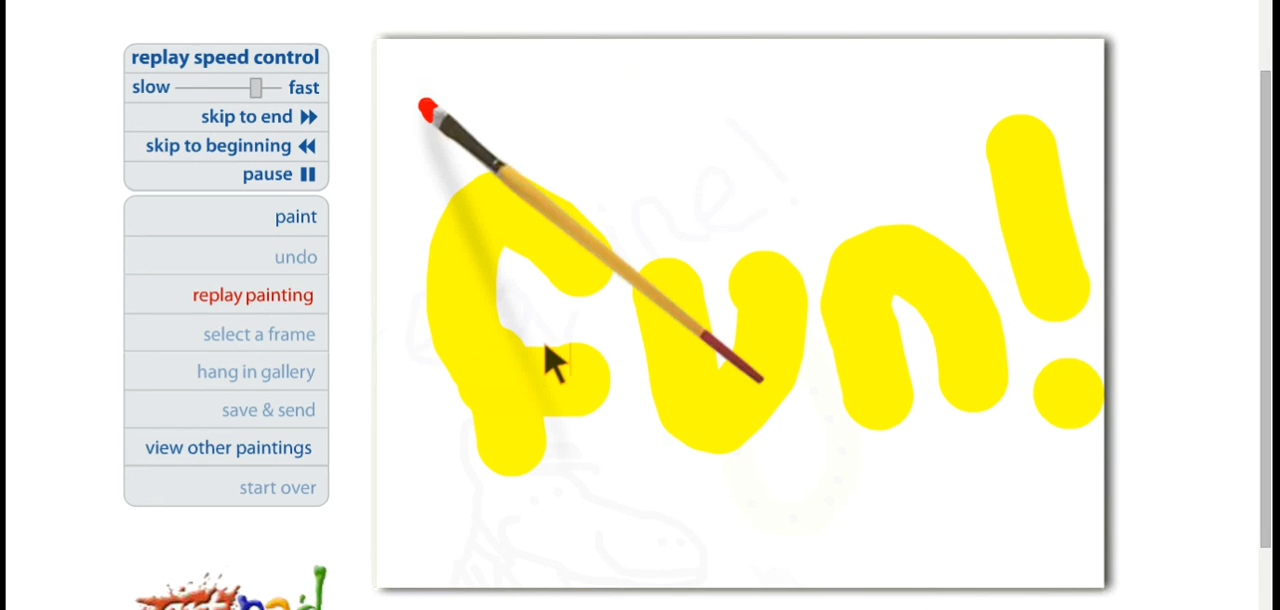 replay speed control
slow fast
skip to end
skip to beginning
pause
paint
undo
replay painting
select a frame
hang in gallery
save & send
view other paintings
start over
Fun!